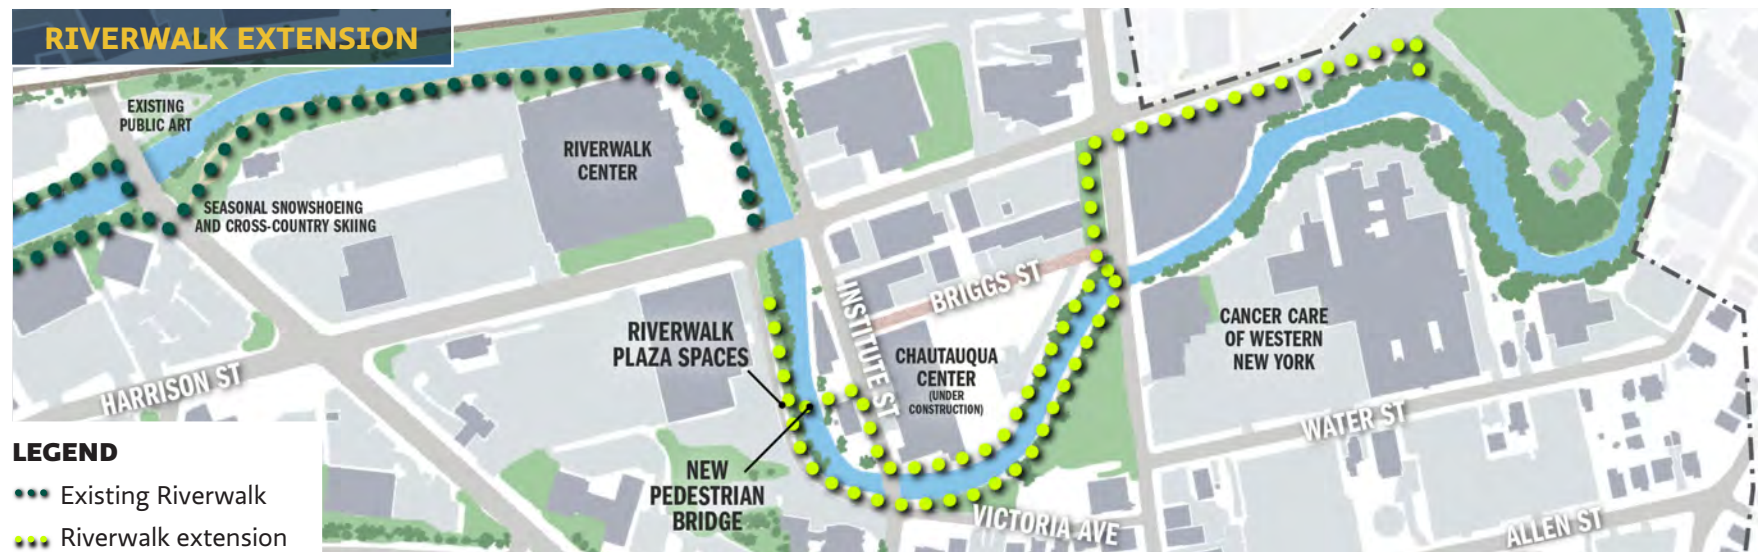 RIVERWALK EXTENSION
EXISTING
PUBLIC ART
RIVERWALK
CENTER
SEASONAL SNOWSHOEING
AND CROSS-COUNTRY SKIING
HARRISON ST
RIVERWALK
PLAZA SPACES
INSTITUTE ST
BRIGGS ST
CHAUTAUQUA
CENTER
(UNDER
CONSTRUCTION)
CANCER CARE
OF WESTERN
NEW YORK
WATER ST
NEW
PEDESTRIAN
BRIDGE
VICTORIA AVE
ALLEN ST
LEGEND
Existing Riverwalk
Riverwalk extension